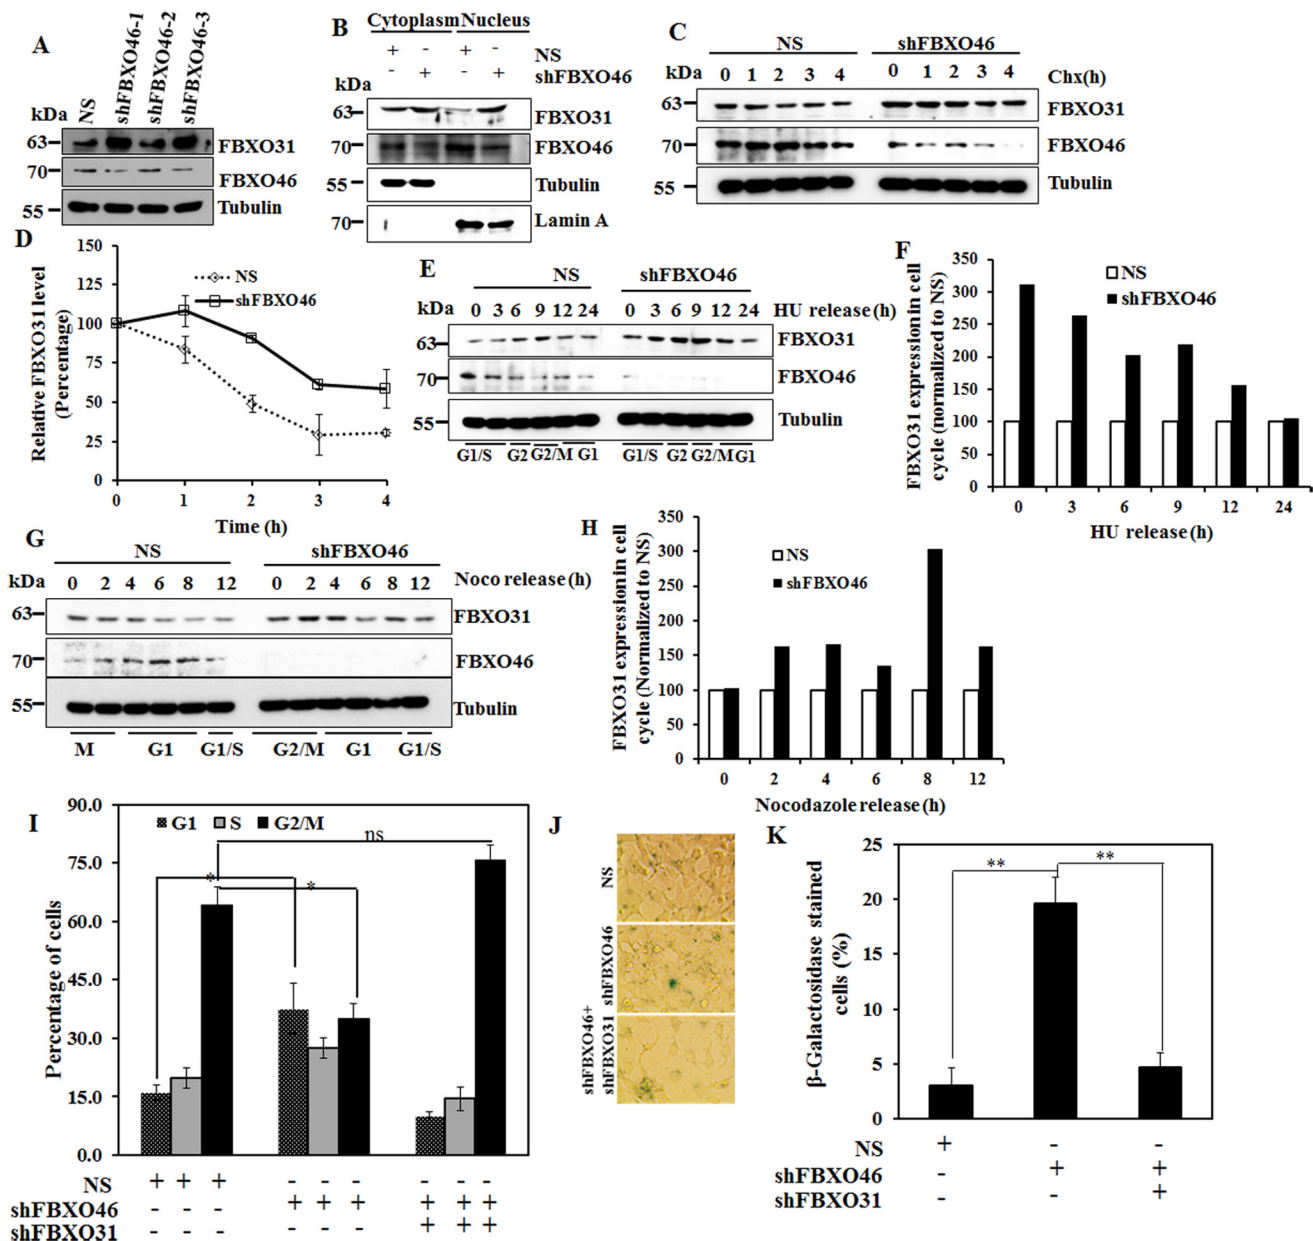 A
NS
shFBXO46-1
shFBXO46-2
shFBXO46-3
kDa
63
FBXO31
70
FBXO46
55
Tubulin
B
Cytoplasm Nucleus
+ - + - NS
- + - + shFBXO46
kDa
63
FBXO31
70
FBXO46
55
Tubulin
70
Lamin A
C
NS shFBXO46
kDa 0 1 2 3 4 0 1 2 3 4 Chx(h)
63
FBXO31
70
FBXO46
55
Tubulin
D
150
125
100
75
50
25
0
NS
shFBXO46
Relative FBXO31 level
(Percentage)
0 1 2 3 4
Time (h)
E
NS shFBXO46
kDa 0 3 6 9 12 24 0 3 6 9 12 24 HU release (h)
63
FBXO31
70
FBXO46
55
Tubulin
G1/S G2 G2/M G1 G1/S G2 G2/M G1
F
350
300
250
200
150
100
50
0
NS
shFBXO46
FBXO31 expression in cell
cycle (normalized to NS)
0 3 6 9 12 24
HU release (h)
G
NS shFBXO46
kDa 0 2 4 6 8 12 0 2 4 6 8 12 Noco release (h)
63
FBXO31
70
FBXO46
55
Tubulin
M G1 G1/S G2/M G1 G1/S
H
350
300
250
200
150
100
50
0
NS
shFBXO46
FBXO31 expression in cell
cycle (Normalized to NS)
0 2 4 6 8 12
Nocodazole release (h)
I
90.0
75.0
60.0
45.0
30.0
15.0
0.0
G1 S G2/M
ns
*
*
Percentage of cells
NS + + + - - - - - -
shFBXO46 - - - + + + + + +
shFBXO31 - - - - - - + + +
J
NS
shFBXO46
shFBXO46+
shFBXO31
K
25
20
15
10
5
0
** **
β-Galactosidase stained
cells (%)
NS + - -
shFBXO46 - + +
shFBXO31 - - +